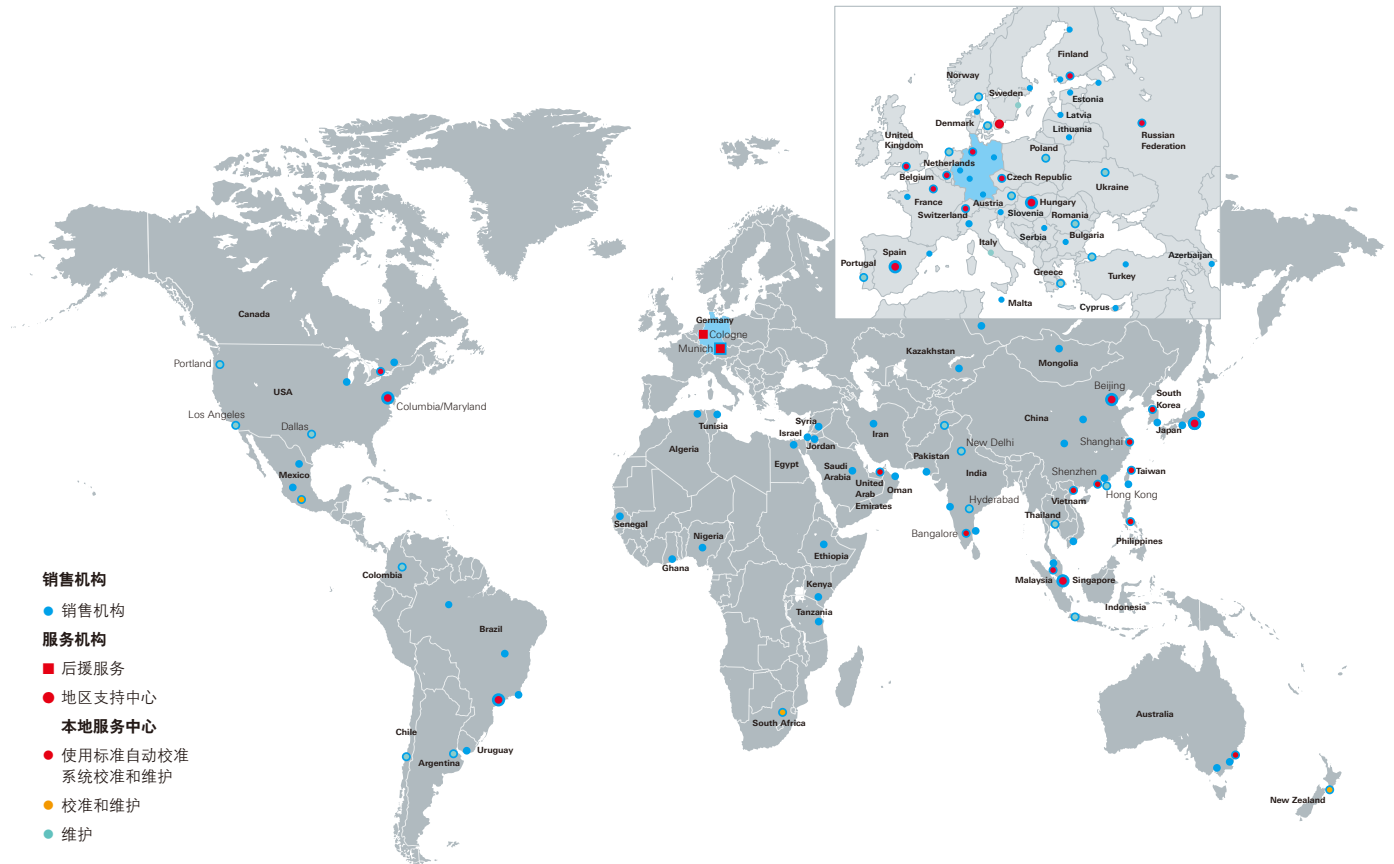 Finland
Norway
Sweden
Estonia
Latvia
Denmark
Lithuania
United
Kingdom
Russian
Federation
Poland
Netherlands
Belgium
Czech Republic
Ukraine
France
Austria
Hungary
Switzerland
Slovenia
Romania
Serbia
Bulgaria
Italy
Spain
Portugal
Azerbaijan
Greece
Turkey
Malta
Cyprus
Canada
Germany
Cologne
Munich
Kazakhstan
Mongolia
Portland
USA
Beijing
South
Korea
Columbia/Maryland
Los Angeles
Dallas
China
Japan
Tunisia
Syria
Israel
Jordan
Iran
Algeria
Egypt
New Delhi
Shanghai
Mexico
Saudi
Arabia
Pakistan
India
United
Arab
Emirates
Oman
Shenzhen
Taiwan
Hong Kong
Hyderabad
Vietnam
Thailand
Senegal
Nigeria
Bangalore
Philippines
Ghana
Ethiopia
Colombia
Kenya
Malaysia
Singapore
Indonesia
Tanzania
Brazil
South Africa
Australia
Chile
Uruguay
Argentina
New Zealand
销售机构
销售机构
服务机构
后援服务
地区支持中心
本地服务中心
使用标准自动校准
系统校准和维护
校准和维护
维护